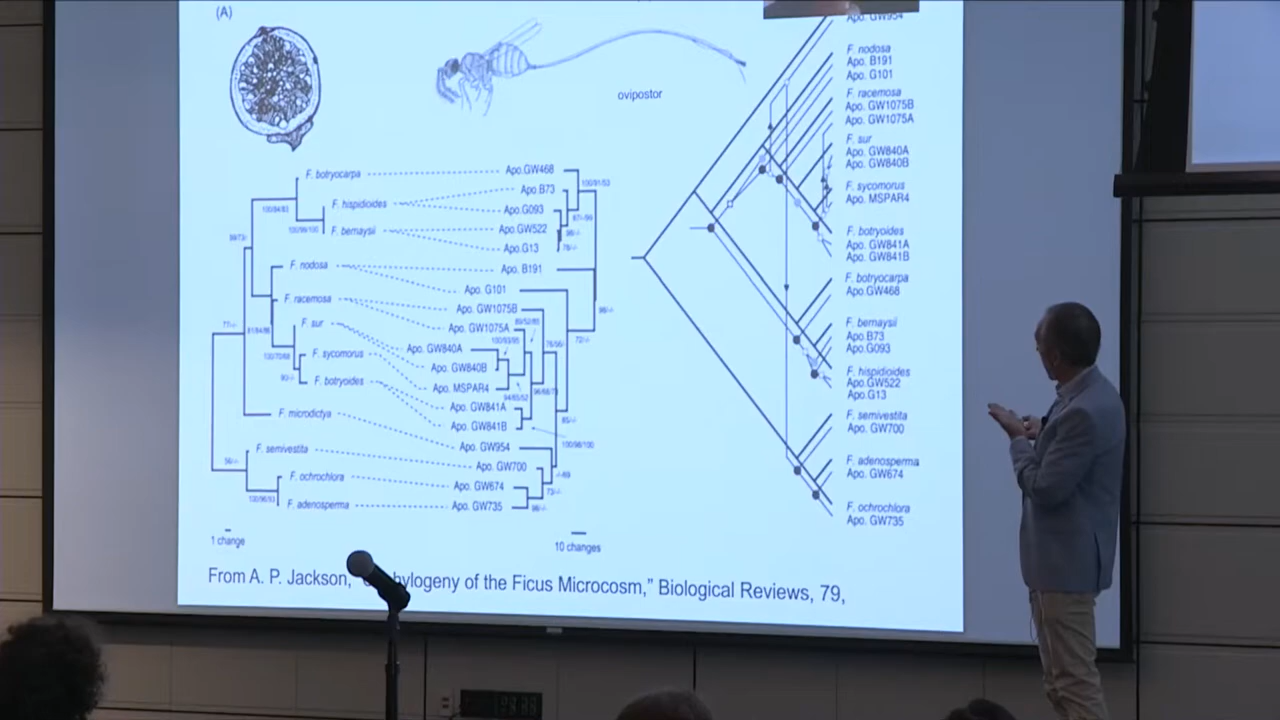 (A)
ovipostor
F. botryocarpa
F. hispidioides
F. bernaysii
F. nodosa
F. racemosa
F. sur
F. sycomorus
F. botryoides
F. microdictya
F. semivestita
F. ochrochlora
F. adenosperma
Apo.GW468
Apo.B73
Apo.G093
Apo.GW522
Apo.G13
Apo. B191
Apo. G101
Apo. GW1075B
Apo. GW1075A
Apo. GW840A
Apo. GW840B
Apo. MSPAR4
Apo. GW841A
Apo. GW841B
Apo. GW954
Apo. GW700
Apo. GW674
Apo. GW735
1 change
10 changes
Apo. GW954
F. nodosa
Apo. B191
Apo. G101
F. racemosa
Apo. GW1075B
Apo. GW1075A
F. sur
Apo. GW840A
Apo. GW840B
F. sycomorus
Apo. MSPAR4
F. botryoides
Apo. GW841A
Apo. GW841B
F. botryocarpa
Apo.GW468
F. bernaysii
Apo.B73
Apo.G093
F. hispidioides
Apo.GW522
Apo.G13
F. semivestita
Apo. GW700
F. adenosperma
Apo. GW674
F. ochrochlora
Apo. GW735
From A. P. Jackson, of the Ficus Microcosm," Biological Reviews, 79,